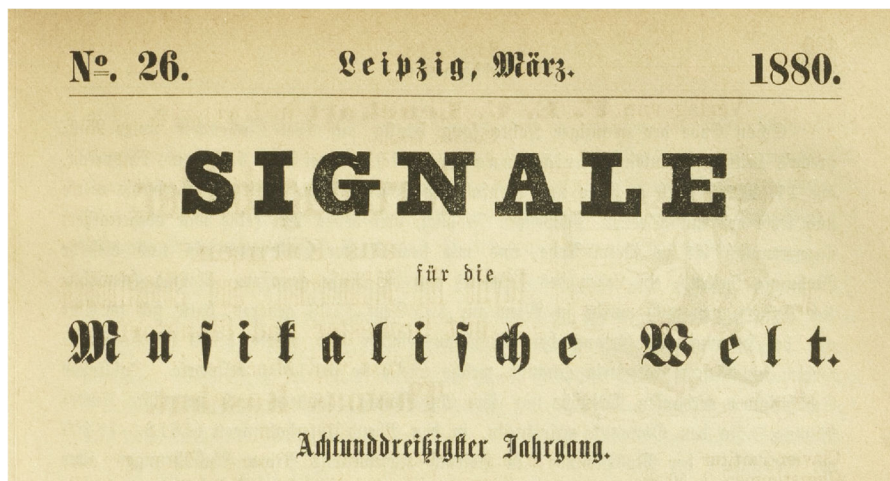 Nº. 26. Leipzig, März. 1880.
SIGNALE
für die
Muſikaliſche Welt.
Achtunddreißigſter Jahrgang.